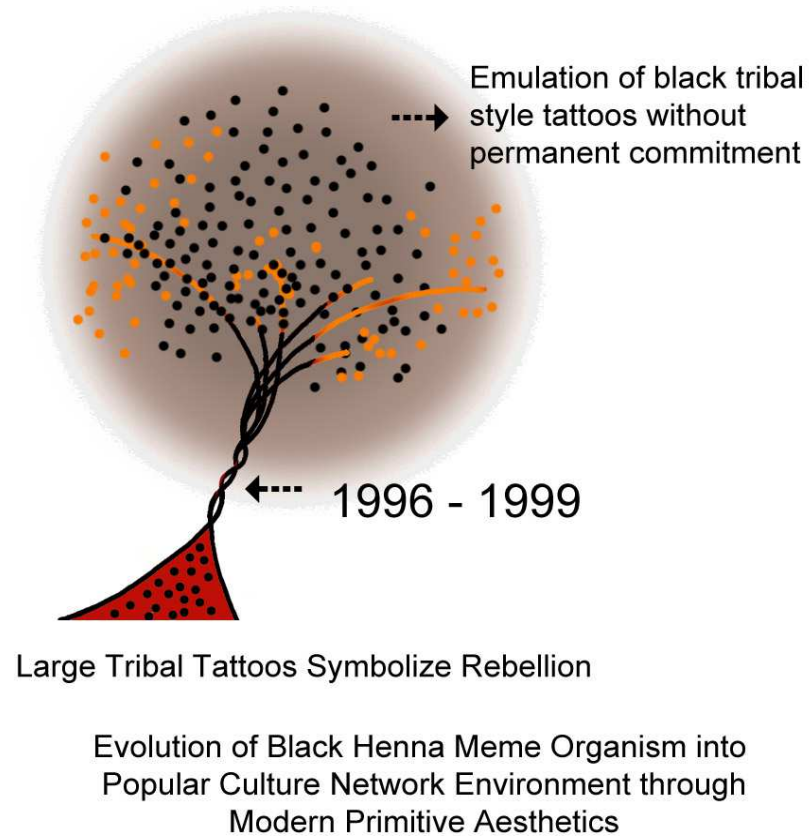 Emulation of black tribal
style tattoos without
permanent commitment
1996 - 1999
Large Tribal Tattoos Symbolize Rebellion
Evolution of Black Henna Meme Organism into
Popular Culture Network Environment through
Modern Primitive Aesthetics